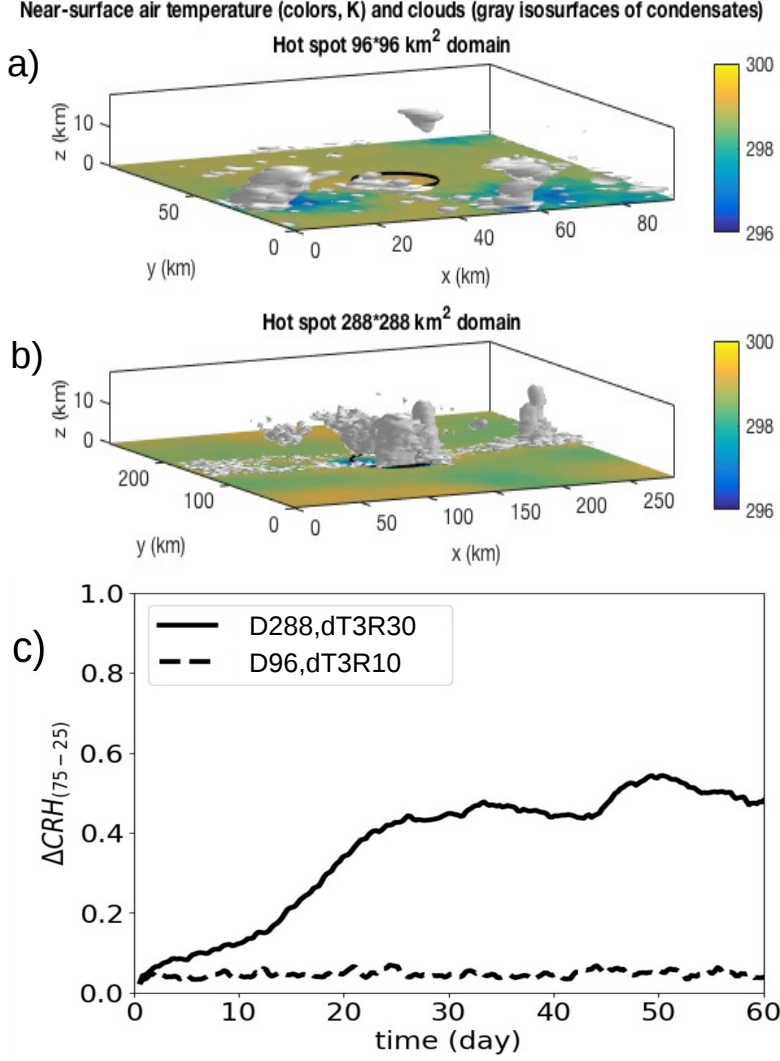 Near-surface air temperature (colors, K) and clouds (gray isosurfaces of condensates)
Hot spot 96*96 km² domain
a)
z (km)
10
0
50
0
y (km)
0
20
40
60
80
x (km)
300
298
296
Hot spot 288*288 km² domain
b)
z (km)
10
0
200
100
0
y (km)
0
50
100
150
200
250
x (km)
300
298
296
c)
D288,dT3R30
D96,dT3R10
ΔCRH(75−25)
1.0
0.8
0.6
0.4
0.2
0.0
0
10
20
30
40
50
60
time (day)